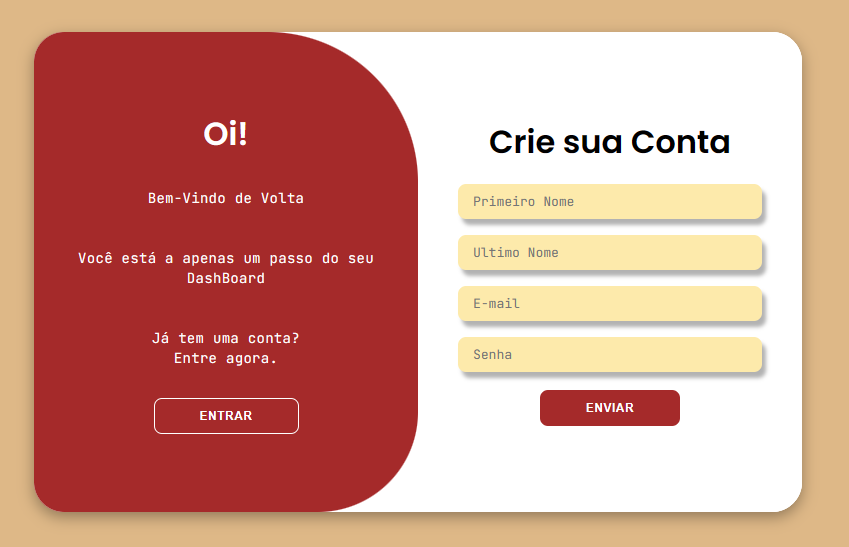 Oi!
Bem-Vindo de Volta
Você está a apenas um passo do seu
DashBoard
Já tem uma conta?
Entre agora.
ENTRAR
Crie sua Conta
Primeiro Nome
Ultimo Nome
E-mail
Senha
ENVIAR